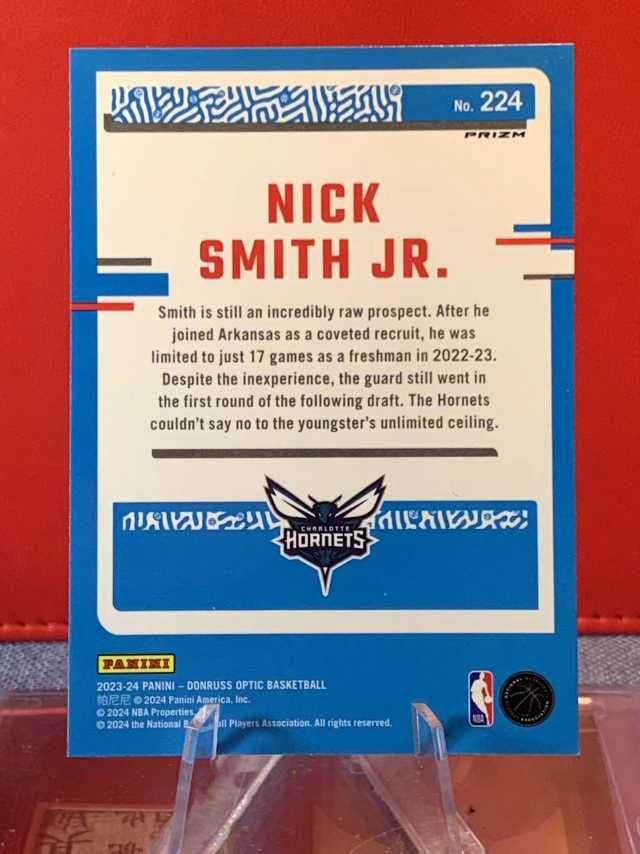 No. 224
PRIZM
NICK
SMITH JR.
Smith is still an incredibly raw prospect. After he
joined Arkansas as a coveted recruit, he was
limited to just 17 games as a freshman in 2022-23.
Despite the inexperience, the guard still went in
the first round of the following draft. The Hornets
couldn't say no to the youngster's unlimited ceiling.
CHARLOTTE
HORNETS
PANINI
2023-24 PANINI – DONRUSS OPTIC BASKETBALL
帕尼尼 © 2024 Panini America, Inc.
© 2024 NBA Properties,
© 2024 the National Players Association. All rights reserved.
NBA